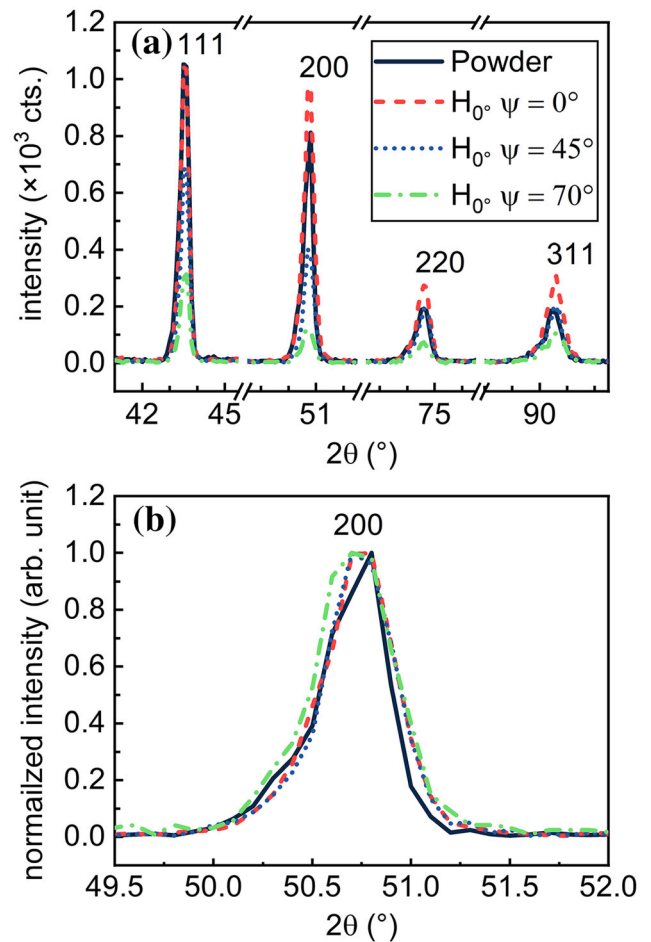 (a)
111
200
220
311
Powder
H0° ψ = 0°
H0° ψ = 45°
H0° ψ = 70°
intensity (×10³ cts.)
1.2
1.0
0.8
0.6
0.4
0.2
0.0
42 45 51 75 90
2θ (°)
(b)
200
normailzed intensity (arb. unit)
1.0
0.8
0.6
0.4
0.2
0.0
49.5 50.0 50.5 51.0 51.5 52.0
2θ (°)